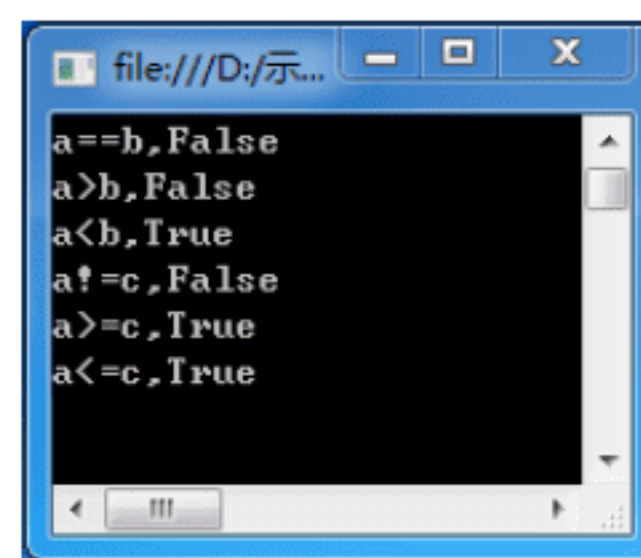 file:///D:/示...
a==b,False
a>b,False
a<b,True
a!=c,False
a>=c,True
a<=c,True